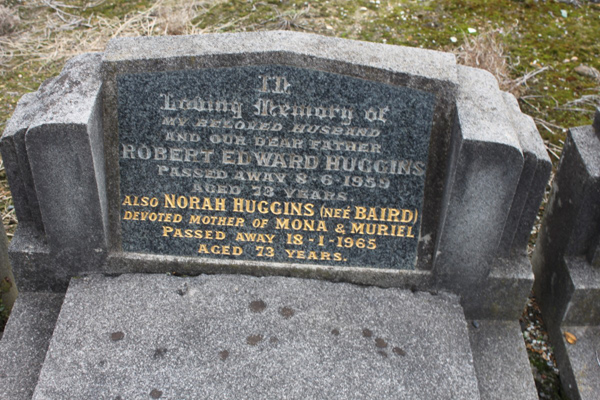 In
Loving Memory of
MY BELOVED HUSBAND
AND OUR DEAR FATHER
ROBERT EDWARD HUGGINS
PASSED AWAY 8-6-1959
AGED 73 YEARS
ALSO NORAH HUGGINS (NEÉ BAIRD)
DEVOTED MOTHER OF MONA & MURIEL
PASSED AWAY 18-1-1965
AGED 73 YEARS.